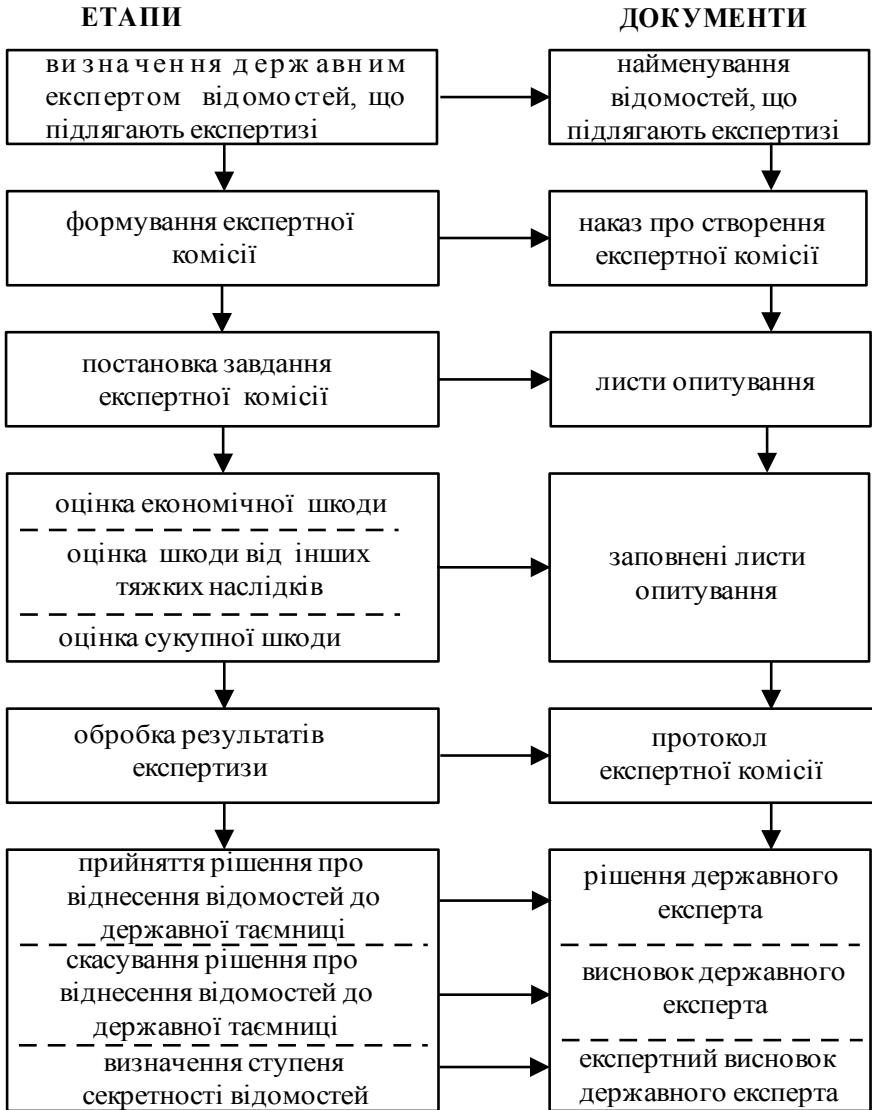 ЕТАПИ
ДОКУМЕНТИ
визначення державним
експертом відомостей, що
підлягають експертизі
найменування
відомостей, що
підлягають експертизі
формування експертної
комісії
наказ про створення
експертної комісії
постановка завдання
експертної комісії
листи опитування
оцінка економічної шкоди
оцінка шкоди від інших
тяжких наслідків
оцінка сукупної шкоди
заповнені листи
опитування
обробка результатів
експертизи
протокол
експертної комісії
прийняття рішення про
віднесення відомостей до
державної таємниці
рішення державного
експерта
скасування рішення про
віднесення відомостей до
державної таємниці
висновок державного
експерта
визначення ступеня
секретності відомостей
експертний висновок
державного експерта